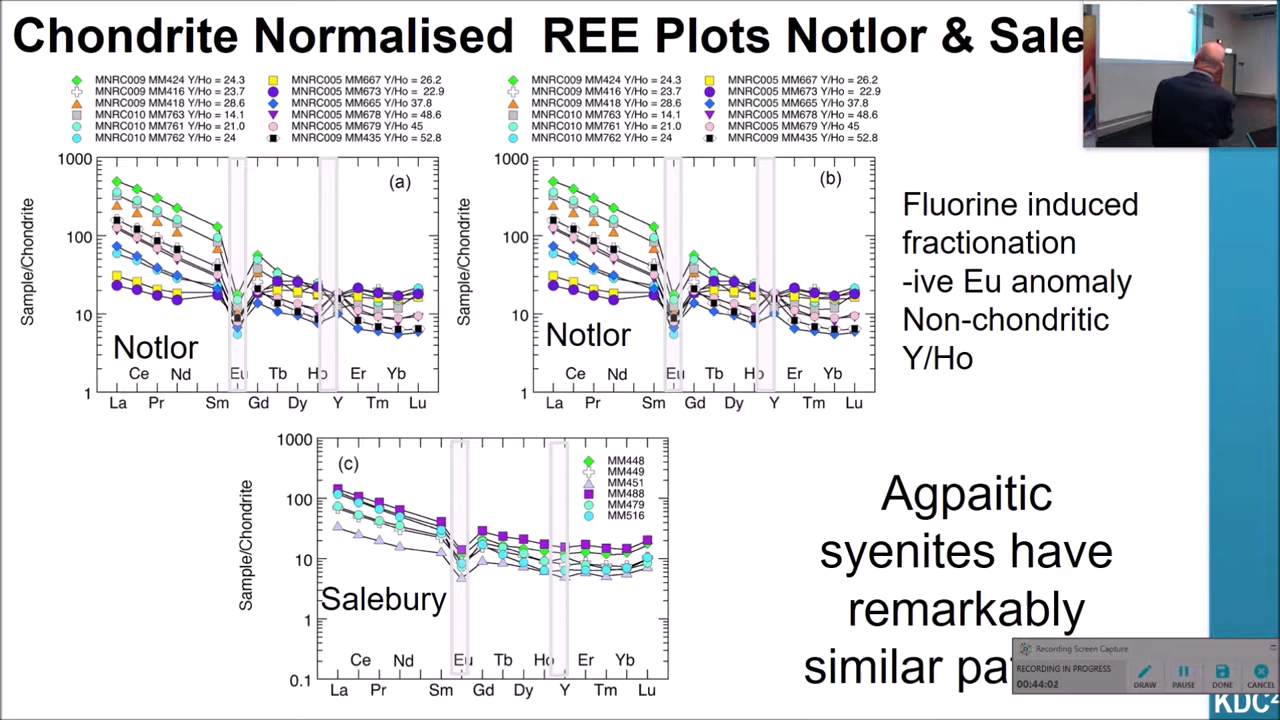 Chondrite Normalised REE Plots Notlor & Sale
MNRC009 MM424 Y/Ho = 24.3
MNRC009 MM416 Y/Ho = 23.7
MNRC009 MM418 Y/Ho = 28.6
MNRC010 MM763 Y/Ho = 14.1
MNRC010 MM761 Y/Ho = 21.0
MNRC010 MM762 Y/Ho = 24
MNRC005 MM667 Y/Ho = 26.2
MNRC005 MM673 Y/Ho = 22.9
MNRC005 MM665 Y/Ho 37.8
MNRC005 MM678 Y/Ho = 48.6
MNRC005 MM679 Y/Ho = 45
MNRC009 MM435 Y/Ho = 52.8
1000
100
10
1
Sample/Chondrite
(a)
Notlor
Ce Nd Eu Tb Ho Er Yb
La Pr Sm Gd Dy Y Tm Lu
MNRC009 MM424 Y/Ho = 24.3
MNRC009 MM416 Y/Ho = 23.7
MNRC009 MM418 Y/Ho = 28.6
MNRC010 MM763 Y/Ho = 14.1
MNRC010 MM761 Y/Ho = 21.0
MNRC010 MM762 Y/Ho = 24
MNRC005 MM667 Y/Ho = 26.2
MNRC005 MM673 Y/Ho = 22.9
MNRC005 MM665 Y/Ho 37.8
MNRC005 MM678 Y/Ho = 48.6
MNRC005 MM679 Y/Ho 45
MNRC009 MM435 Y/Ho = 52.8
1000
100
10
1
Sample/Chondrite
(b)
Notlor
Ce Nd Eu Tb Ho Er Yb
La Pr Sm Gd Dy Y Tm Lu
Fluorine induced
fractionation
-ive Eu anomaly
Non-chondritic
Y/Ho
1000
100
10
1
0.1
Sample/Chondrite
(c)
MM448
MM449
MM451
MM488
MM479
MM516
Salebury
Ce Nd Eu Tb Ho Er Yb
La Pr Sm Gd Dy Y Tm Lu
Agpaitic
syenites have
remarkably
similar pa
Recording Screen Capture
RECORDING IN PROGRESS
00:44:02
DRAW PAUSE DONE CANCEL
KDC²